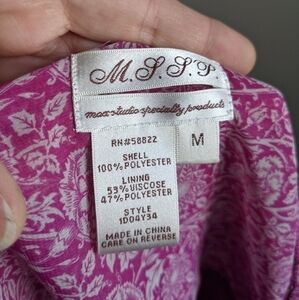 M.S.S.P
max studio specialty products
RN#58822
M
SHELL
100% POLYESTER
LINING
53% VISCOSE
47% POLYESTER
STYLE
1D04Y34
MADE IN CHINA
CARE ON REVERSE